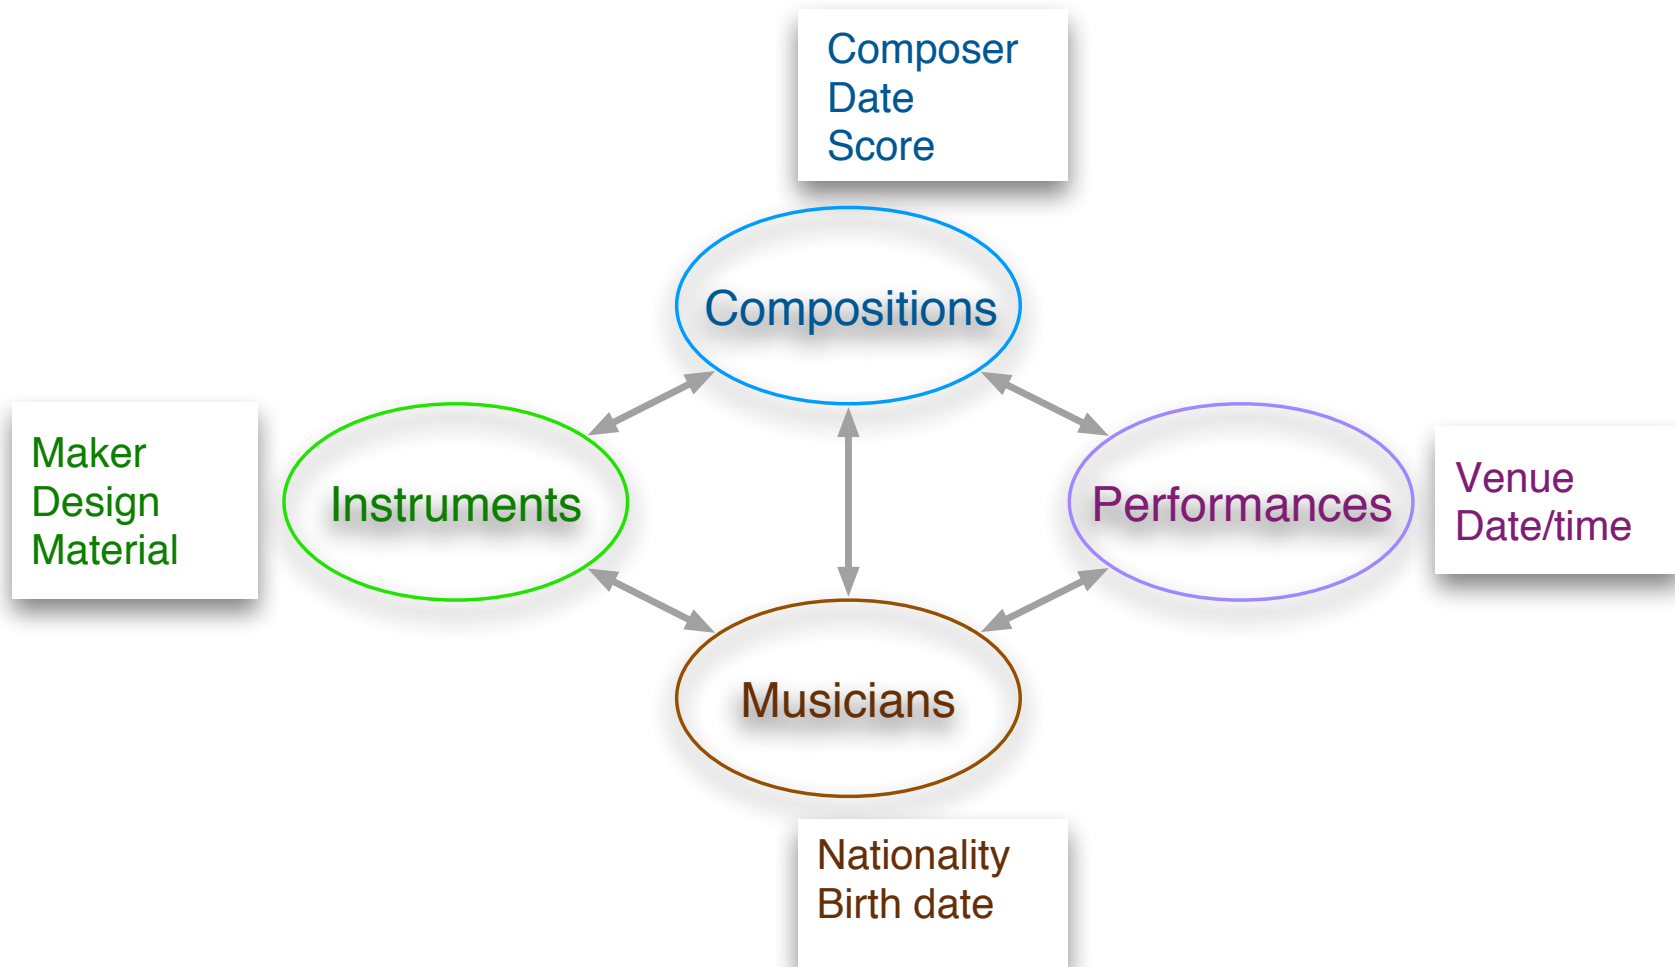 Composer
Date
Score
Compositions
Maker
Design
Material
Instruments
Performances
Venue
Date/time
Musicians
Nationality
Birth date